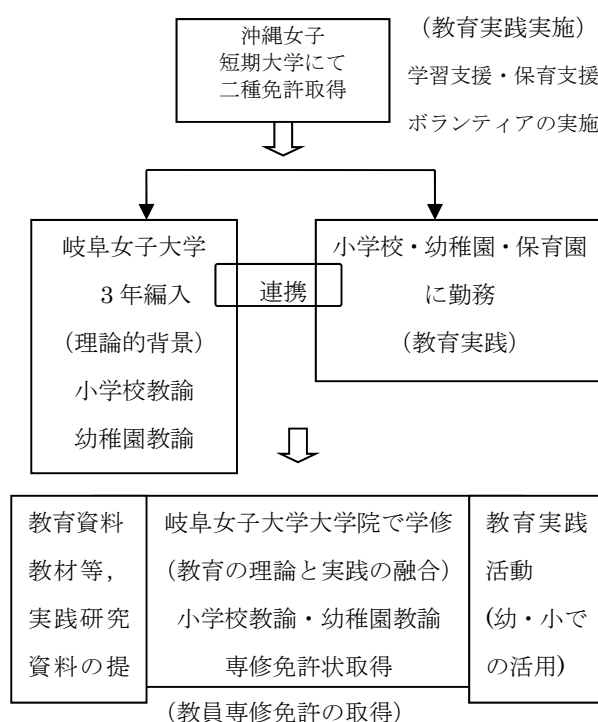 沖縄女子
短期大学にて
二種免許取得
(教育実践実施)
学習支援・保育支援
ボランティアの実施
岐阜女子大学
3年編入
(理論的背景)
小学校教諭
幼稚園教諭
連携
小学校・幼稚園・保育園
に勤務
(教育実践)
教育資料
教材等,
実践研究
資料の提
岐阜女子大学大学院で学修
(教育の理論と実践の融合)
小学校教諭・幼稚園教諭
専修免許状取得
教育実践
活動
(幼・小で
の活用)
(教員専修免許の取得)